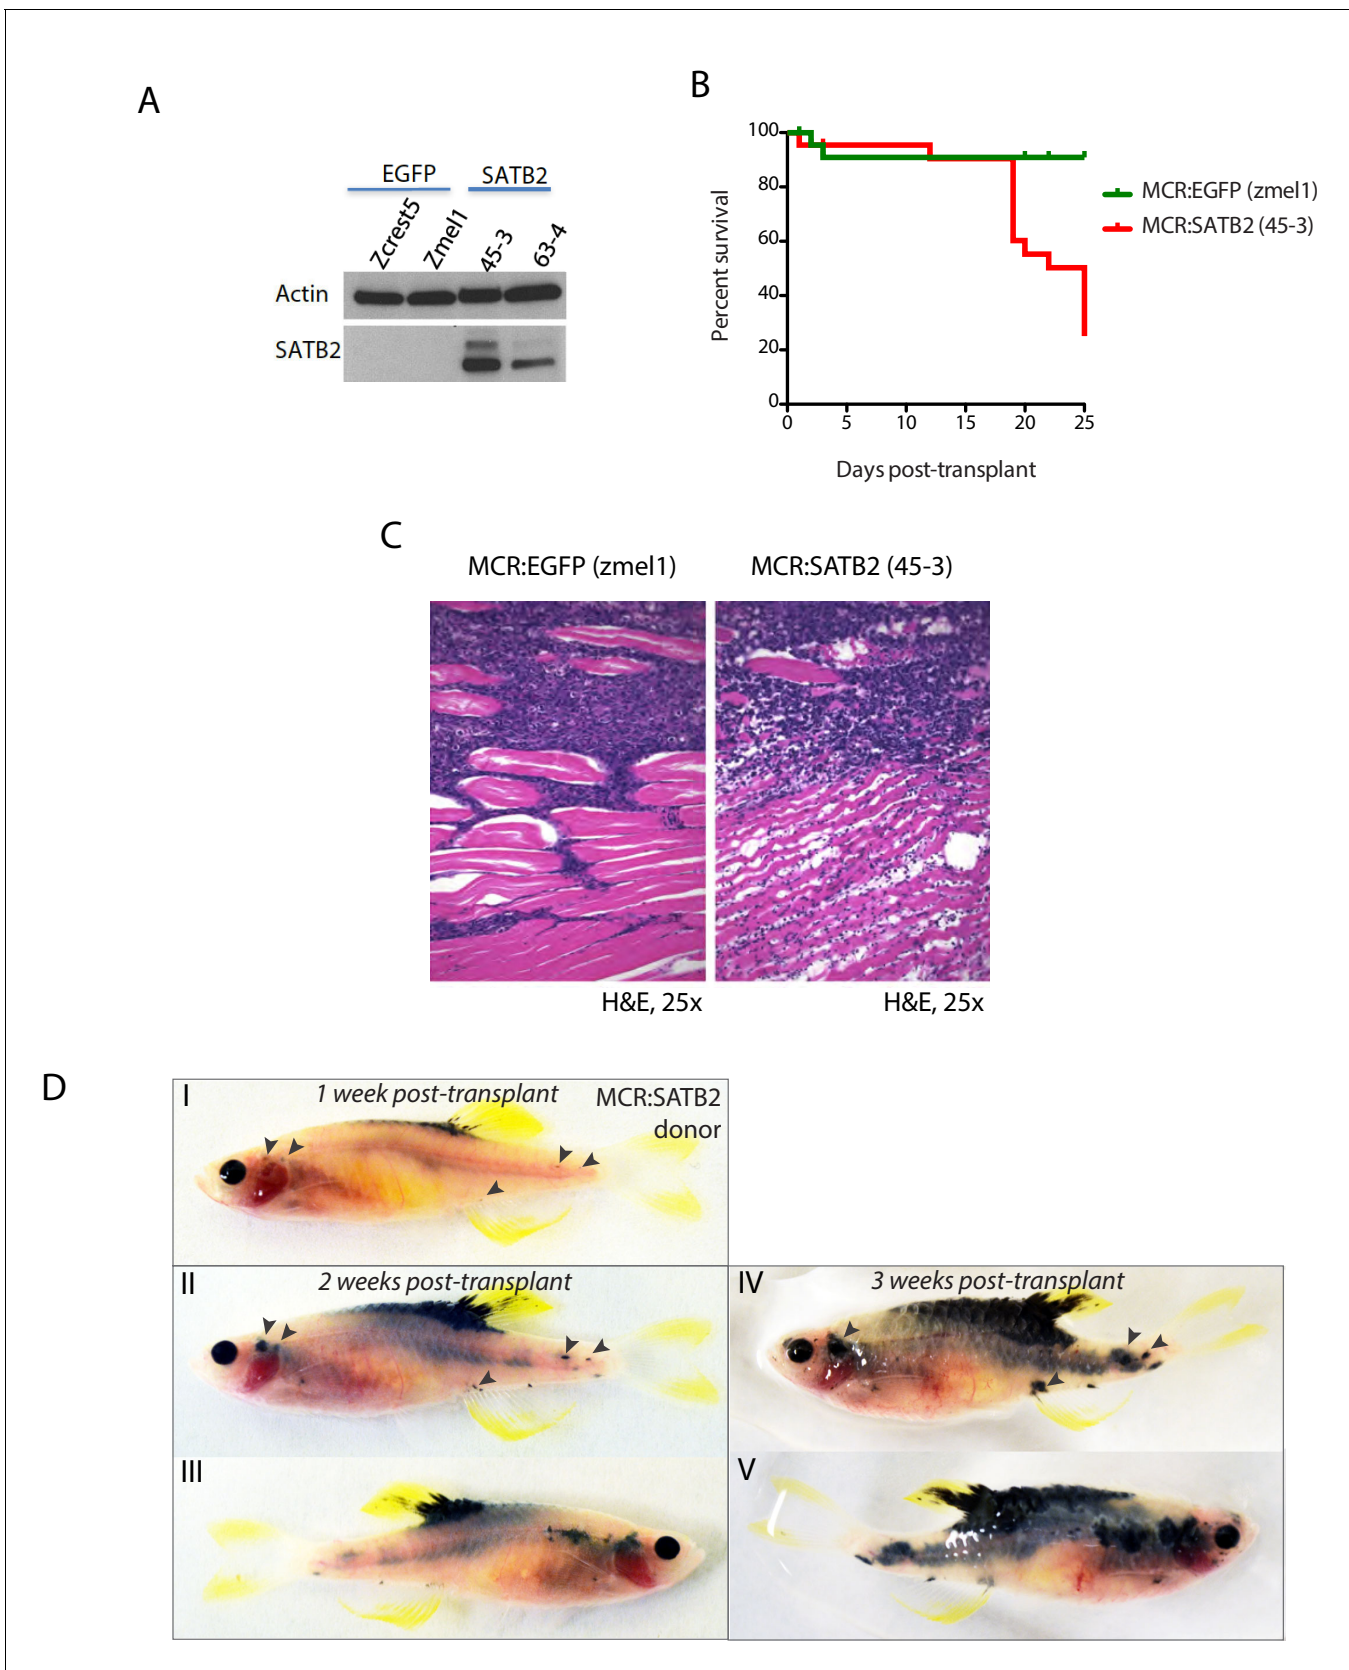 A
EGFP
SATB2
Zcrest5
Zmel1
45-3
63-4
Actin
SATB2
B
100
80
60
40
20
0
0 5 10 15 20 25
Percent survival
Days post-transplant
MCR:EGFP (zmel1)
MCR:SATB2 (45-3)
C
MCR:EGFP (zmel1)
MCR:SATB2 (45-3)
H&E, 25x
H&E, 25x
D
I
1 week post-transplant
MCR:SATB2
donor
II
2 weeks post-transplant
III
IV
3 weeks post-transplant
V